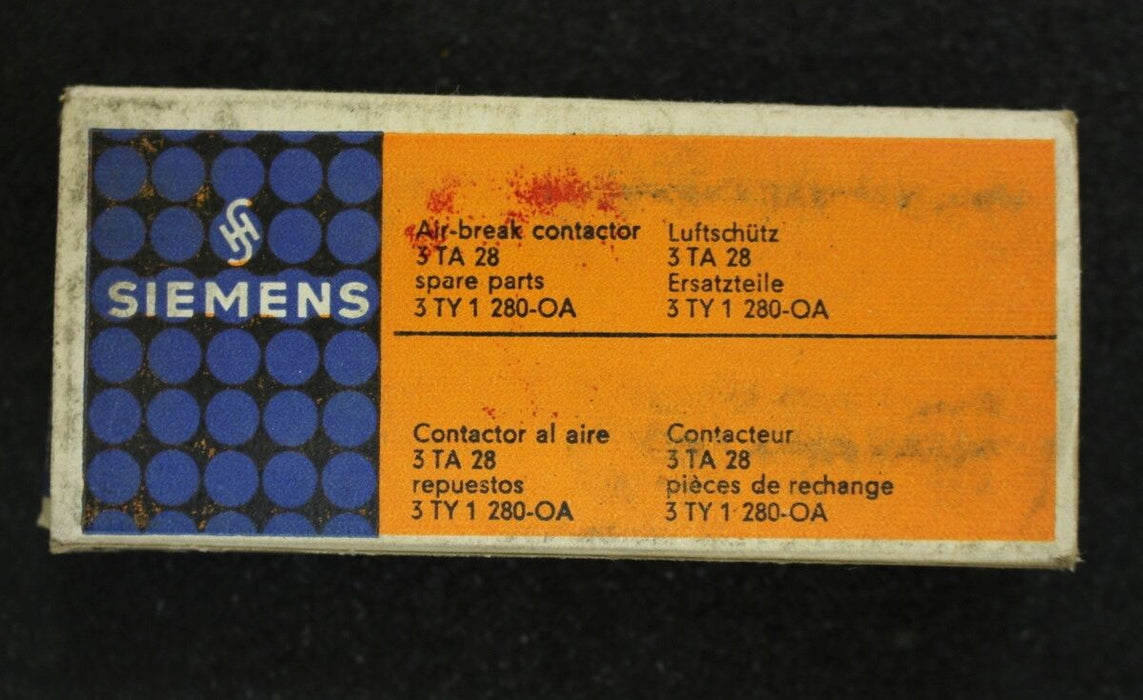 SIEMENS
Air-break contactor
3 TA 28
spare parts
3 TY 1 280-OA
Luftschütz
3 TA 28
Ersatzteile
3 TY 1 280-OA
Contactor al aire
3 TA 28
repuestos
3 TY 1 280-OA
Contacteur
3 TA 28
pièces de rechange
3 TY 1 280-OA